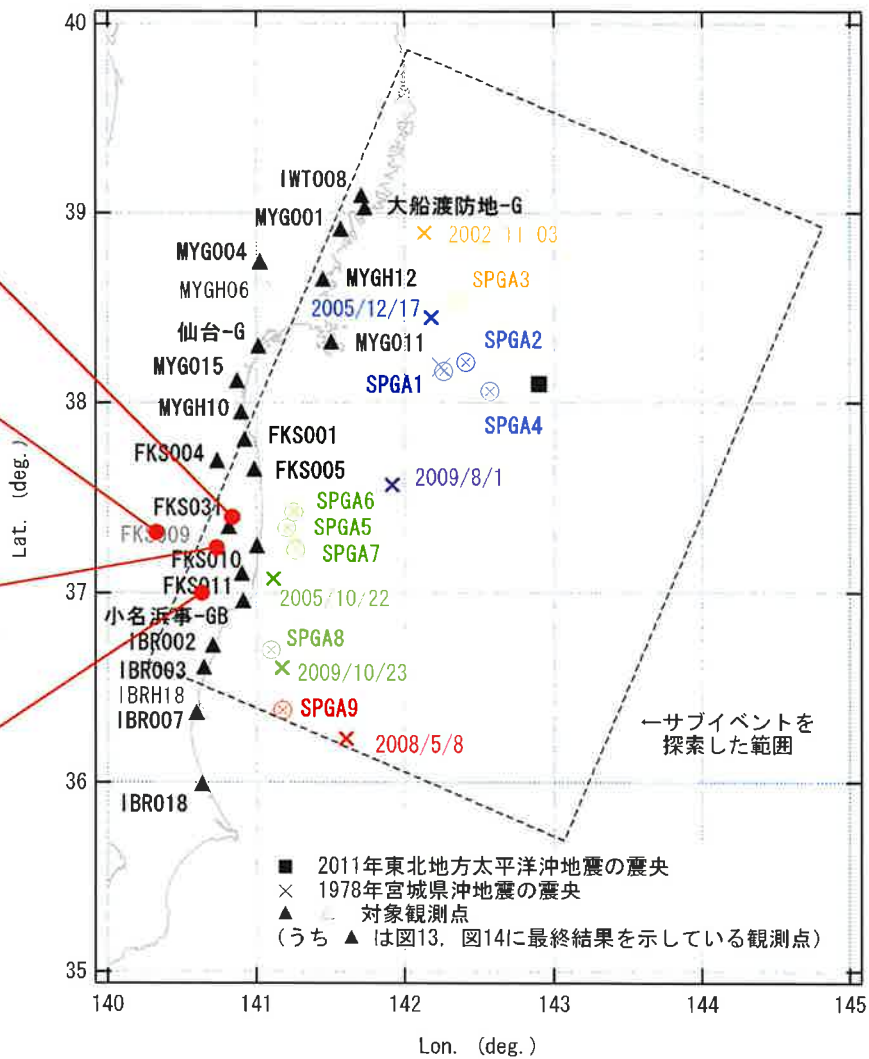 40
39
38
37
36
35
Lat. (deg.)
140
141
142
143
144
145
Lon. (deg.)
IWT008
大船渡防地-G
MYG001
2002 11 03
MYG004
MYGH12
SPGA3
MYGH06
2005/12/17
仙台-G
MYG011
SPGA2
MYG015
SPGA1
MYGH10
SPGA4
FKS001
FKS004
FKS005
2009/8/1
SPGA6
FKS031
SPGA5
FKS009
SPGA7
FKS010
FKS011
2005/10/22
小名浜事-GB
IBR002
SPGA8
IBR003
2009/10/23
IBRH18
SPGA9
IBR007
2008/5/8
←サブイベントを
探索した範囲
IBR018
■ 2011年東北地方太平洋沖地震の震央
× 1978年宮城県沖地震の震央
▲ 対象観測点
(うち ▲ は図13, 図14に最終結果を示している観測点)